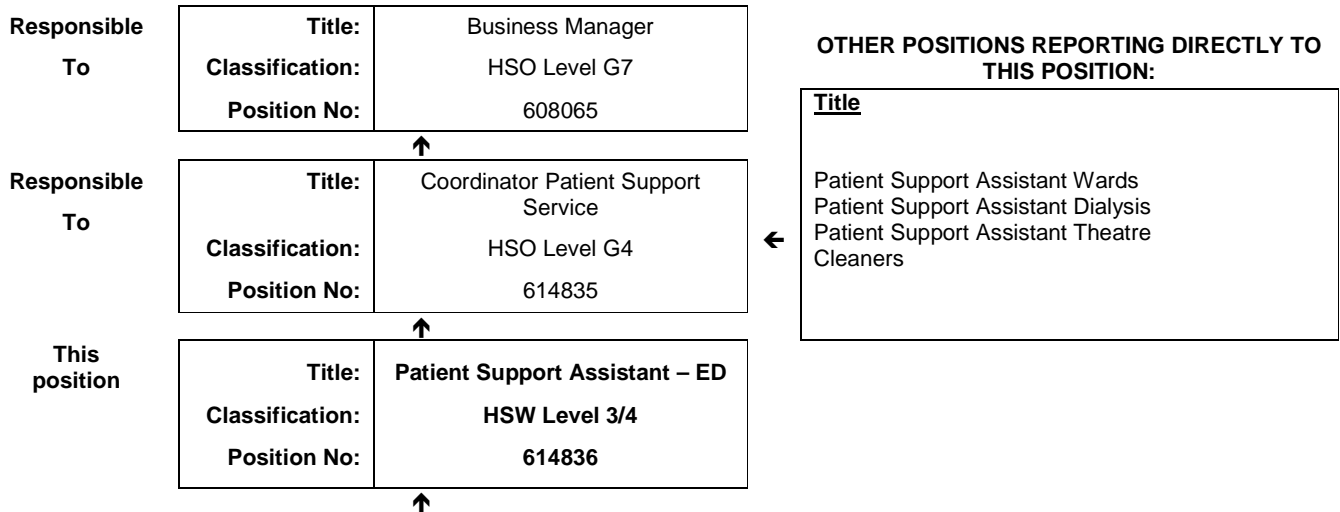 Responsible
To
Title: Business Manager
Classification: HSO Level G7
Position No: 608065
Responsible
To
Title: Coordinator Patient Support
Service
Classification: HSO Level G4
Position No: 614835
This
position
Title: Patient Support Assistant – ED
Classification: HSW Level 3/4
Position No: 614836
OTHER POSITIONS REPORTING DIRECTLY TO
THIS POSITION:
Title
Patient Support Assistant Wards
Patient Support Assistant Dialysis
Patient Support Assistant Theatre
Cleaners